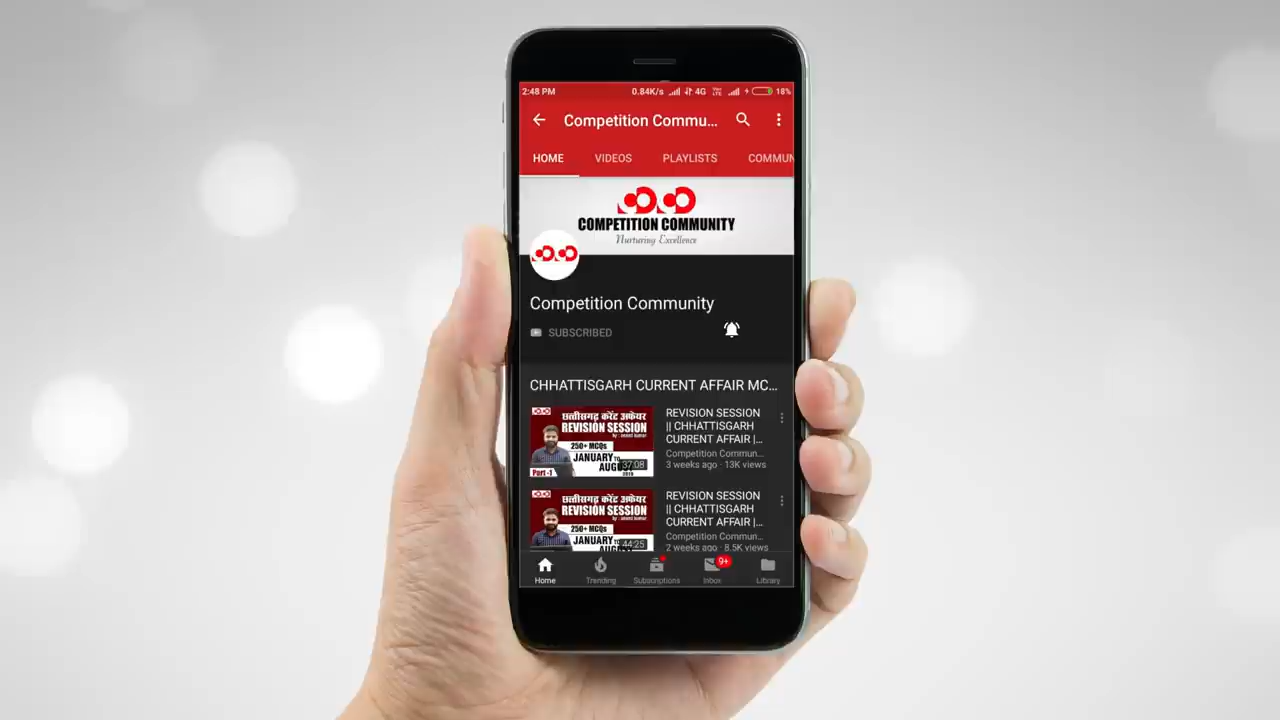 2:48 PM 0.84K/s 4G VoLTE 18%
Competition Commu...
HOME VIDEOS PLAYLISTS COMMUN
COMPETITION COMMUNITY
Nurturing Excellence
Competition Community
SUBSCRIBED
CHHATTISGARH CURRENT AFFAIR MC...
छत्तीसगढ़ करेंट अफेयर
REVISION SESSION
250+ MCQs
JANUARY TO
AUGUST
Part -1
37:08
REVISION SESSION
|| CHHATTISGARH
CURRENT AFFAIR |...
Competition Commun...
3 weeks ago · 13K views
छत्तीसगढ़ करेंट अफेयर
REVISION SESSION
250+ MCQs
JANUARY TO
44:25
REVISION SESSION
|| CHHATTISGARH
CURRENT AFFAIR |...
Competition Commun...
2 weeks ago · 8.5K views
9+
Home Trending Subscriptions Inbox Library